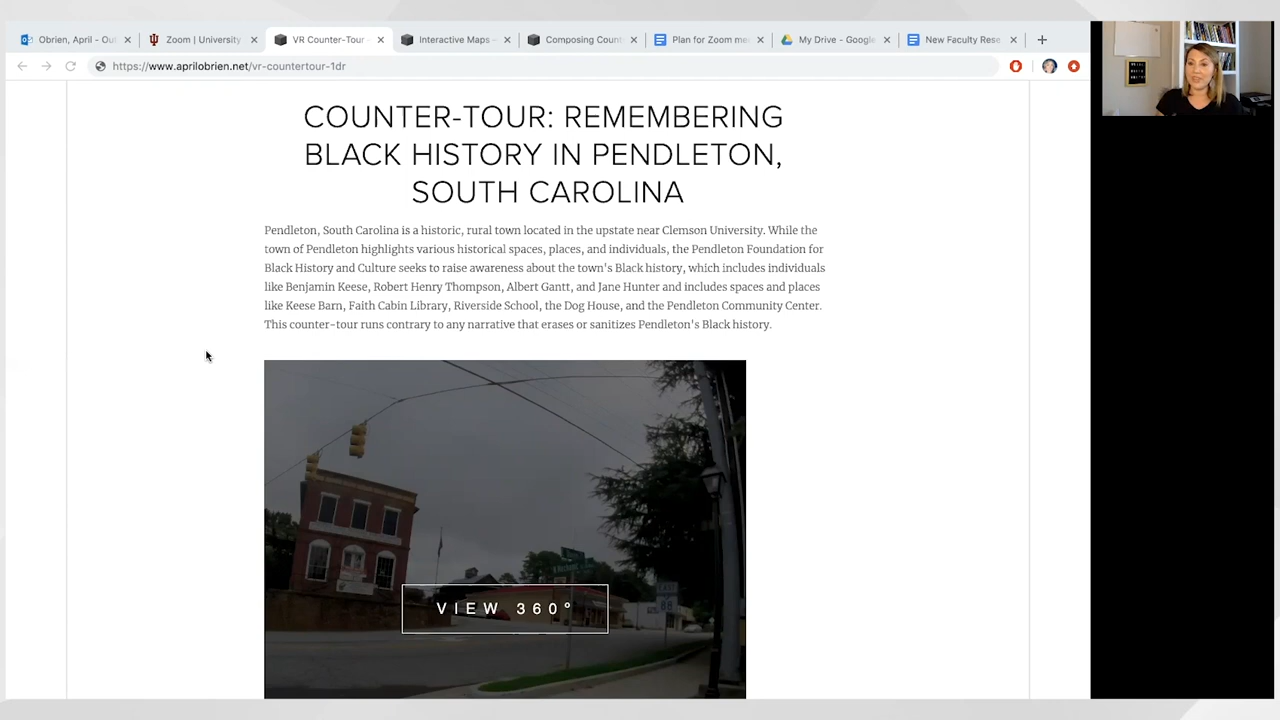 Obrien, April - Out
Zoom | University
VR Counter-Tour -
Interactive Maps -
Composing Count
Plan for Zoom me
My Drive - Google
New Faculty Rese
https://www.aprilobrien.net/vr-countertour-1dr
COUNTER-TOUR: REMEMBERING
BLACK HISTORY IN PENDLETON,
SOUTH CAROLINA
Pendleton, South Carolina is a historic, rural town located in the upstate near Clemson University. While the
town of Pendleton highlights various historical spaces, places, and individuals, the Pendleton Foundation for
Black History and Culture seeks to raise awareness about the town's Black history, which includes individuals
like Benjamin Keese, Robert Henry Thompson, Albert Gantt, and Jane Hunter and includes spaces and places
like Keese Barn, Faith Cabin Library, Riverside School, the Dog House, and the Pendleton Community Center.
This counter-tour runs contrary to any narrative that erases or sanitizes Pendleton's Black history.
VIEW 360°
88